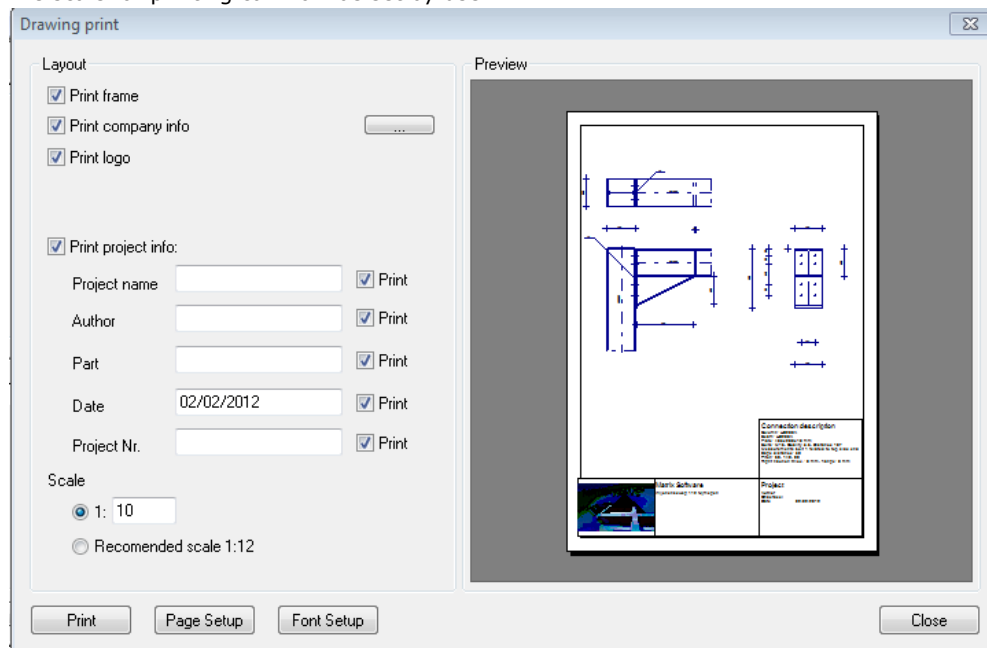 Drawing print
Layout
Print frame
Print company info
...
Print logo
Print project info:
Project name
Print
Author
Print
Part
Print
Date
02/02/2012
Print
Project Nr.
Print
Scale
1: 10
Recomended scale 1:12
Preview
Connection description
Matrix Software
Project
Print
Page Setup
Font Setup
Close